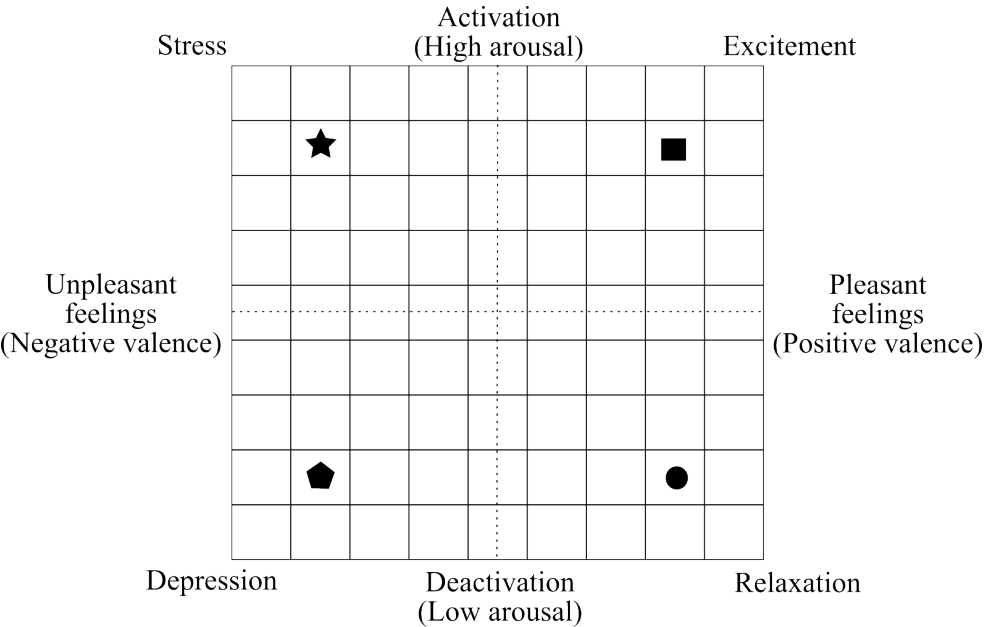 Activation
(High arousal)
Stress
Excitement
Unpleasant
feelings
(Negative valence)
Pleasant
feelings
(Positive valence)
Depression
Deactivation
(Low arousal)
Relaxation